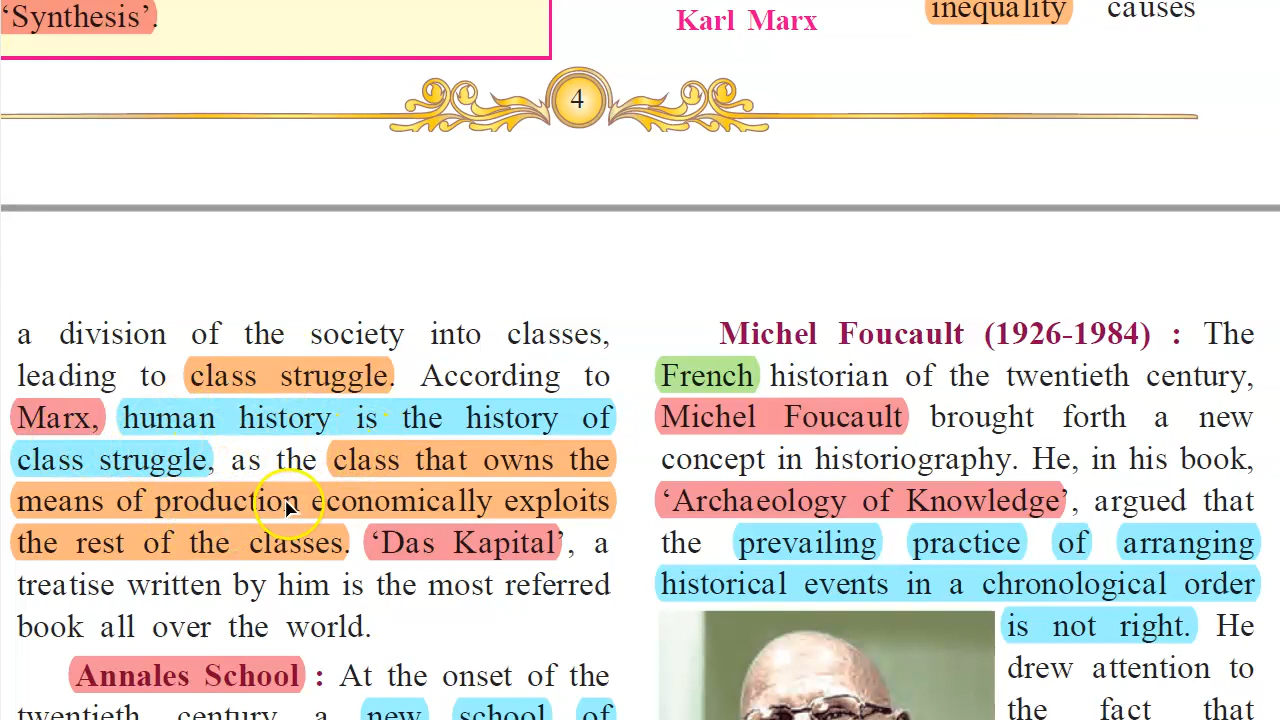 ‘Synthesis’.
Karl Marx
inequality causes
4
a division of the society into classes,
leading to class struggle. According to
Marx, human history is the history of
class struggle, as the class that owns the
means of production economically exploits
the rest of the classes. ‘Das Kapital’, a
treatise written by him is the most referred
book all over the world.
Annales School : At the onset of the
twentieth century, a new school of
Michel Foucault (1926-1984) : The
French historian of the twentieth century,
Michel Foucault brought forth a new
concept in historiography. He, in his book,
‘Archaeology of Knowledge’, argued that
the prevailing practice of arranging
historical events in a chronological order
is not right. He
drew attention to
the fact that